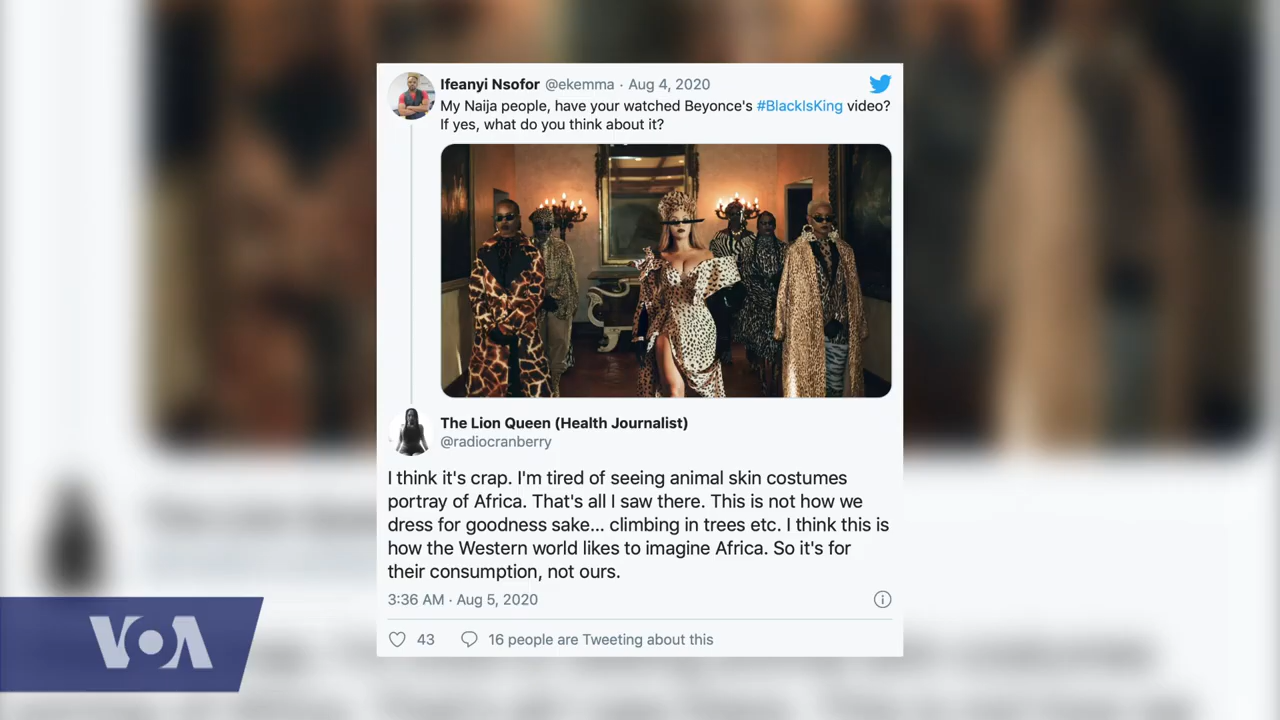 Ifeanyi Nsofor @ekemma · Aug 4, 2020
My Naija people, have your watched Beyonce's #BlackIsKing video?
If yes, what do you think about it?
The Lion Queen (Health Journalist)
@radiocranberry
I think it's crap. I'm tired of seeing animal skin costumes
portray of Africa. That's all I saw there. This is not how we
dress for goodness sake... climbing in trees etc. I think this is
how the Western world likes to imagine Africa. So it's for
their consumption, not ours.
3:36 AM · Aug 5, 2020
43 16 people are Tweeting about this
VOA